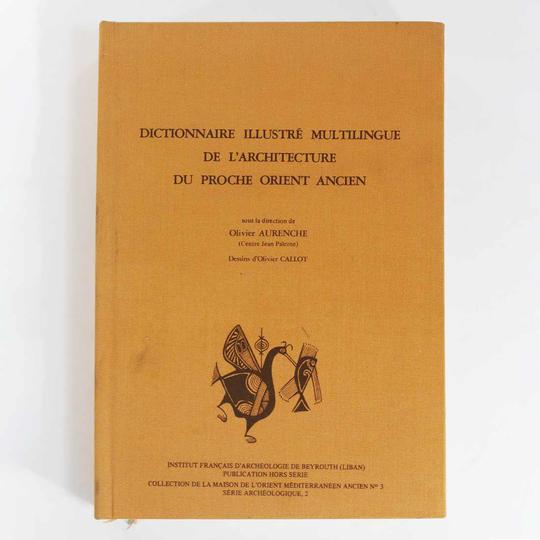 DICTIONNAIRE ILLUSTRÉ MULTILINGUE
DE L'ARCHITECTURE
DU PROCHE ORIENT ANCIEN
sous la direction de
Olivier AURENCHE
(Centre Jean Palerne)
Dessins d'Olivier CALLOT
INSTITUT FRANÇAIS D'ARCHÉOLOGIE DE BEYROUTH (LIBAN)
PUBLICATION HORS SÉRIE
COLLECTION DE LA MAISON DE L'ORIENT MÉDITERRANÉEN ANCIEN Nº 3
SÉRIE ARCHÉOLOGIQUE, 2